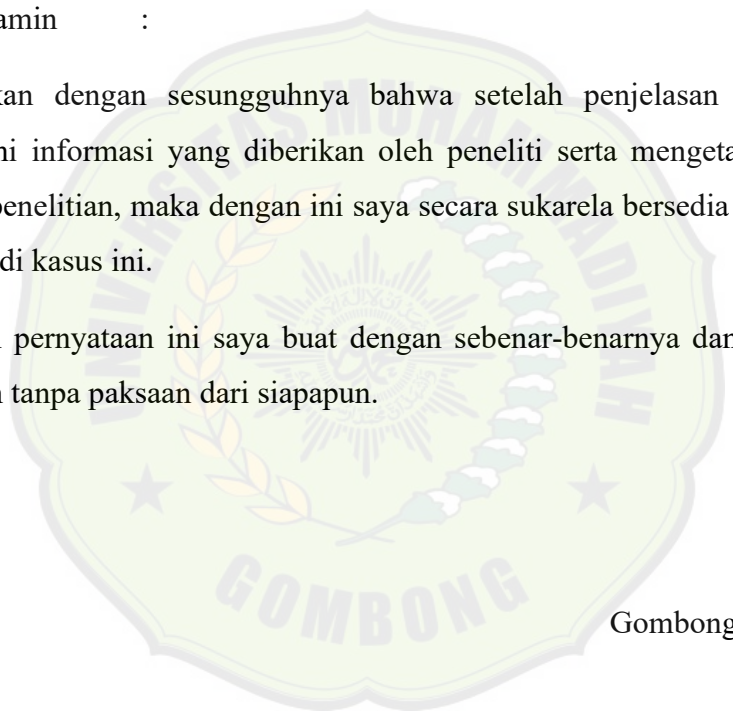 amin :
kan dengan sesungguhnya bahwa setelah penjelasan
ni informasi yang diberikan oleh peneliti serta mengeta
penelitian, maka dengan ini saya secara sukarela bersedia
di kasus ini.
pernyataan ini saya buat dengan sebenar-benarnya dan
tanpa paksaan dari siapapun.
UNIVERSITAS MUHAMMADIYAH
GOMBONG
Gombong